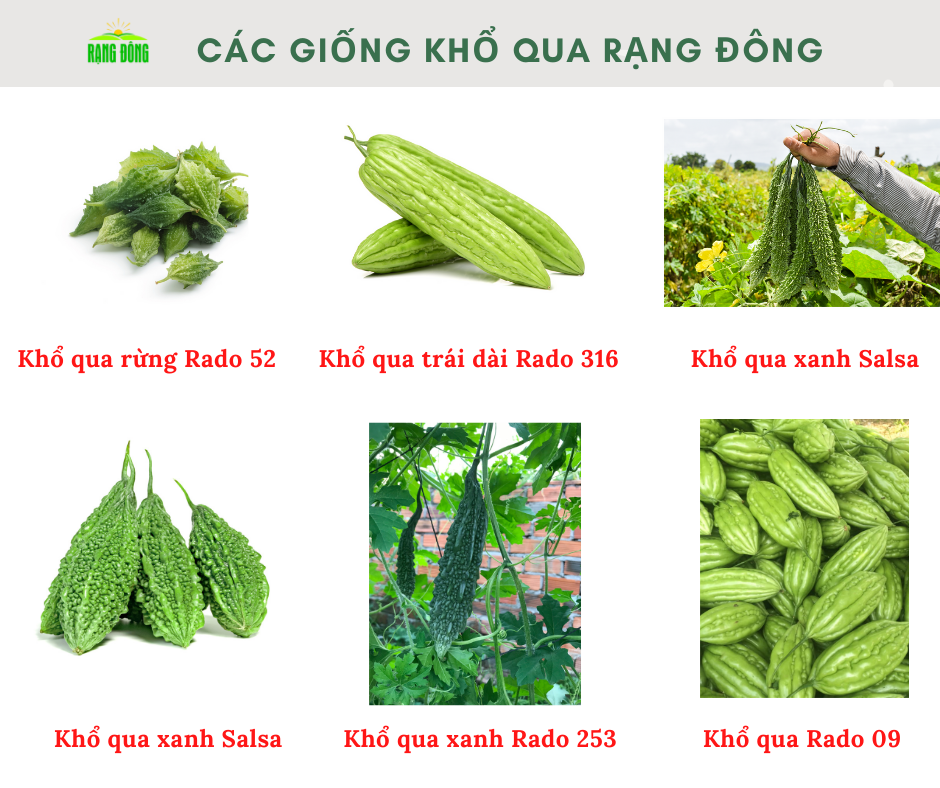 RẠNG ĐÔNG
CÁC GIỐNG KHỔ QUA RẠNG ĐÔNG
Khổ qua rừng Rado 52
Khổ qua trái dài Rado 316
Khổ qua xanh Salsa
Khổ qua xanh Salsa
Khổ qua xanh Rado 253
Khổ qua Rado 09